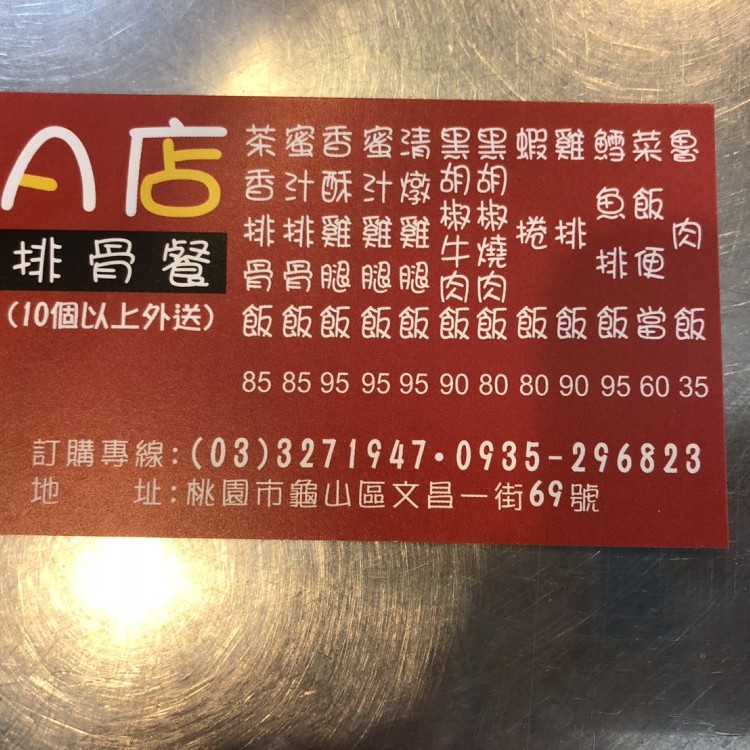 A店
排骨餐
(10個以上外送)
茶香排骨飯 85
蜜汁排骨飯 85
香酥雞腿飯 95
蜜汁雞腿飯 95
清燉雞腿飯 95
黑胡椒牛肉飯 90
黑胡椒燒肉飯 80
蝦捲飯 80
雞排飯 90
鱈魚排飯 95
菜飯便當 60
魯肉飯 35
訂購專線:(03)3271947•0935-296823
地址:桃園市龜山區文昌一街69號